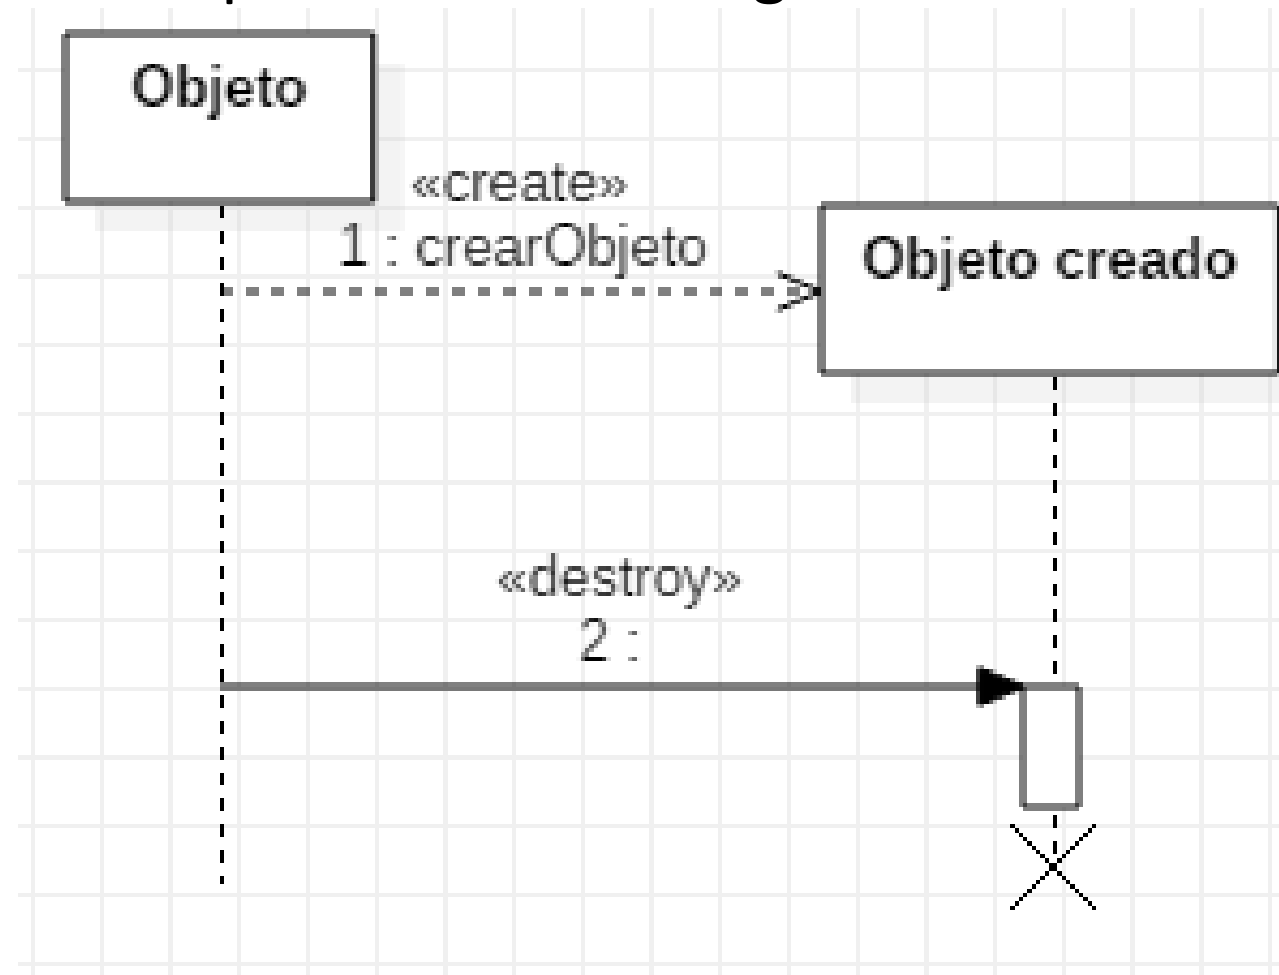 Objeto
«create»
1 : crearObjeto
Objeto creado
«destroy»
2 :